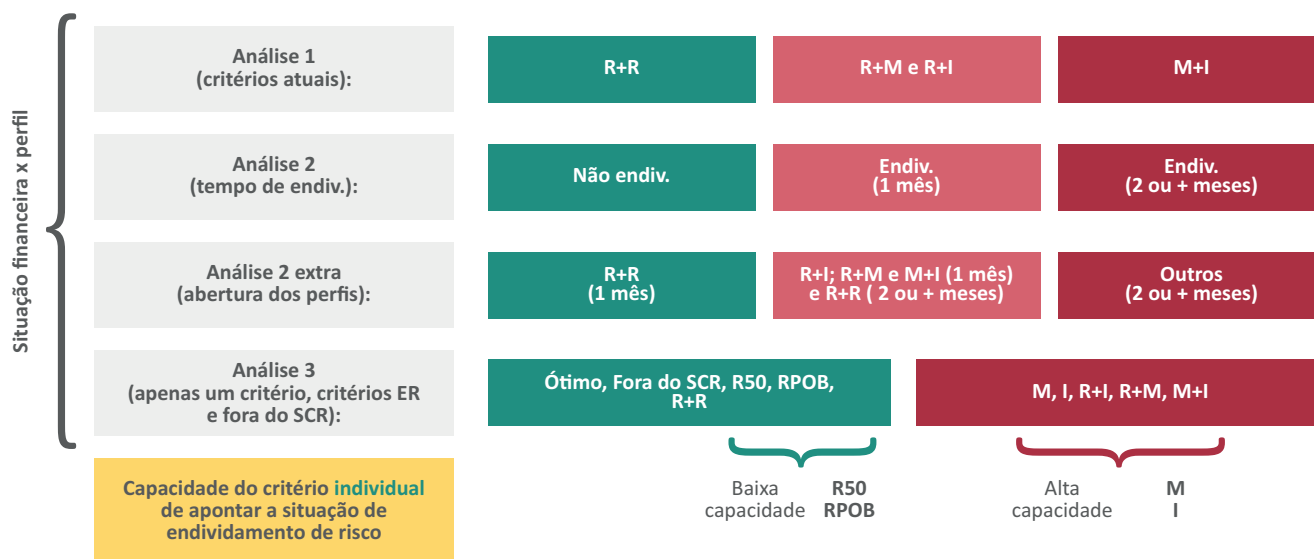 Situação financeira x perfil
Análise 1
(critérios atuais):
R+R
R+M e R+I
M+I
Análise 2
(tempo de endiv.):
Não endiv.
Endiv.
(1 mês)
Endiv.
(2 ou + meses)
Análise 2 extra
(abertura dos perfis):
R+R
(1 mês)
R+I; R+M e M+I (1 mês)
e R+R ( 2 ou + meses)
Outros
(2 ou + meses)
Análise 3
(apenas um critério, critérios ER
e fora do SCR):
Ótimo, Fora do SCR, R50, RPOB,
R+R
M, I, R+I, R+M, M+I
Capacidade do critério individual
de apontar a situação de
endividamento de risco
Baixa
capacidade
R50
RPOB
Alta
capacidade
M
I